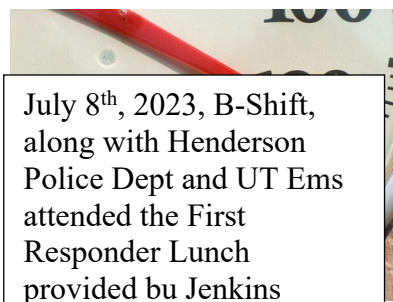 100
July 8th, 2023, B-Shift,
along with Henderson
Police Dept and UT Ems
attended the First
Responder Lunch
provided bu Jenkins